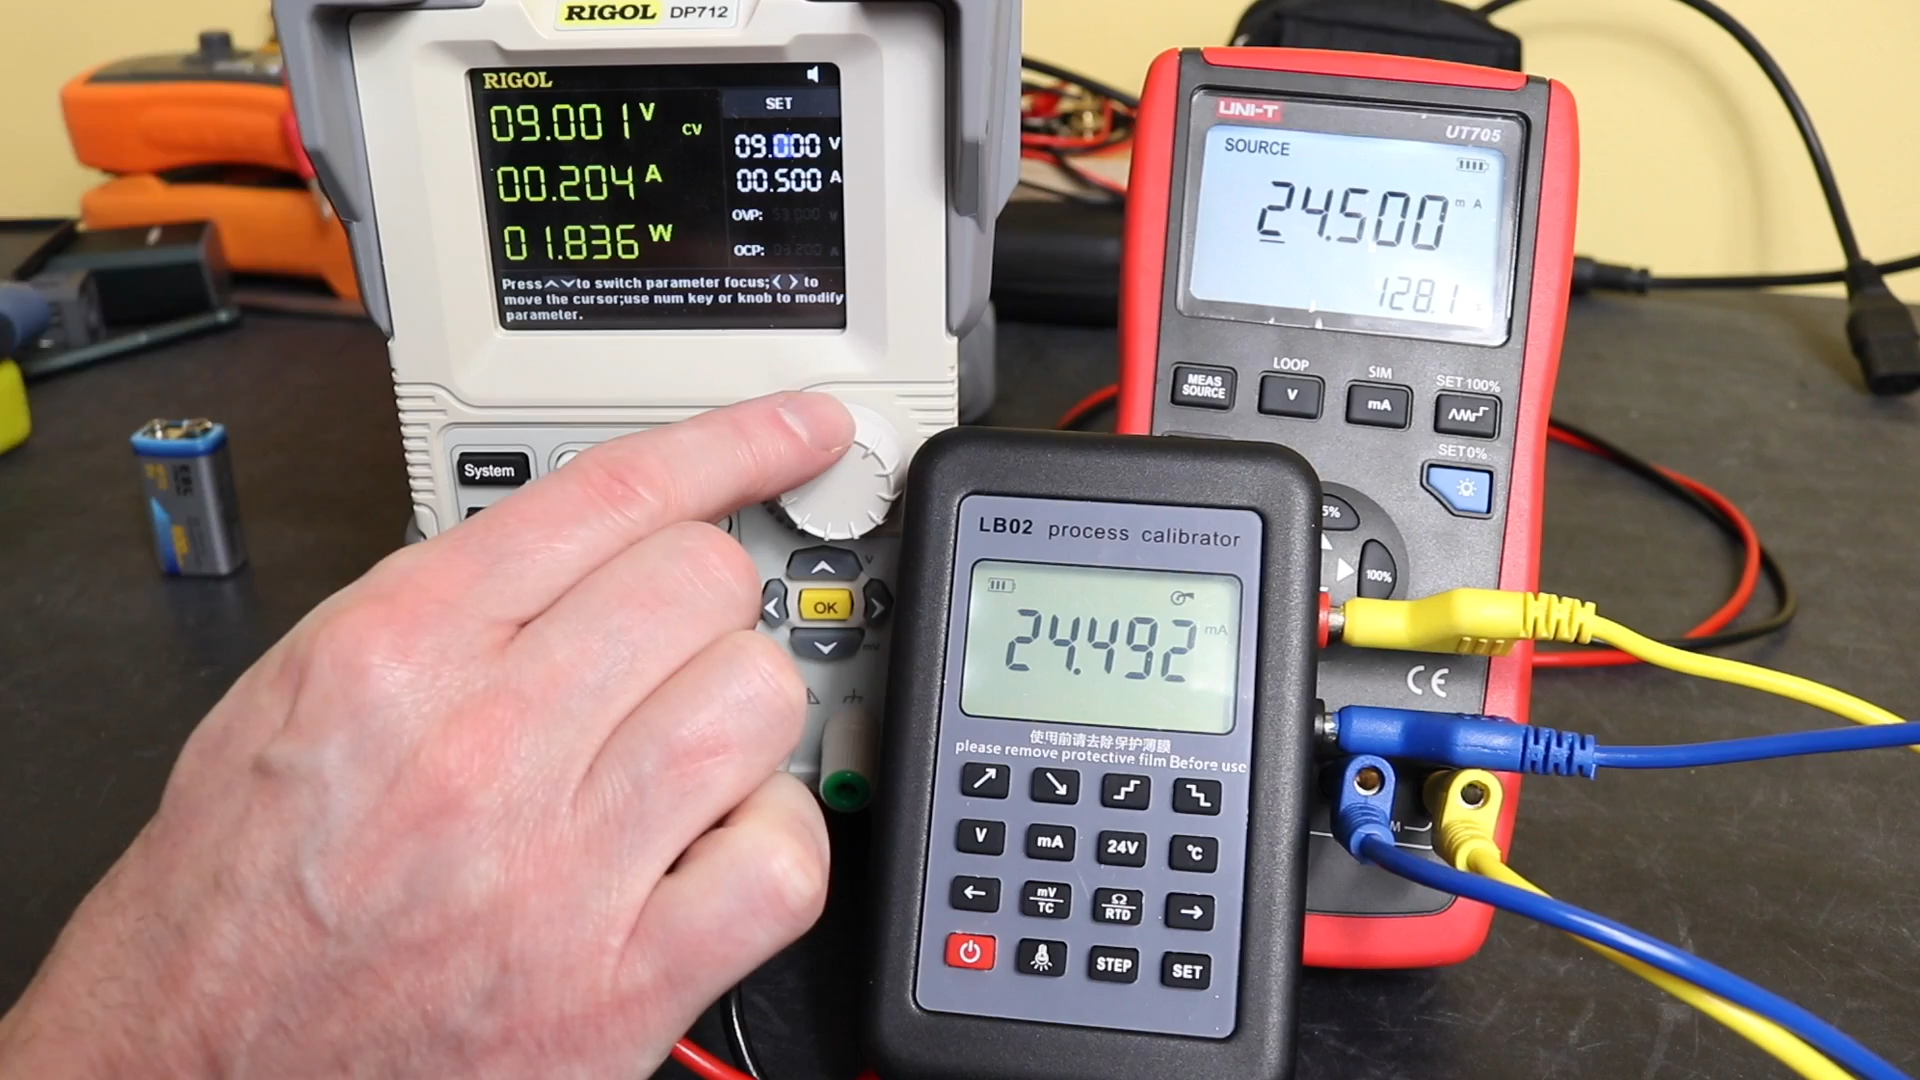 RIGOL DP712
RIGOL
SET
09.001 V
CV
09.000 V
00.204 A
00.500 A
OVP:
01.836 W
OCP:
Press to switch parameter focus; to
move the cursor;use num key or knob to modify
parameter.
System
OK
UNI-T
UT705
SOURCE
24.500 mA
128.1
LOOP
SIM
SET 100%
MEAS
SOURCE
V
mA
SET 0%
100%
CE
LB02 process calibrator
24.492 mA
使用前请去除保护薄膜
please remove protective film Before use
V
mA
24V
℃
mV
TC
Ω
RTD
STEP
SET